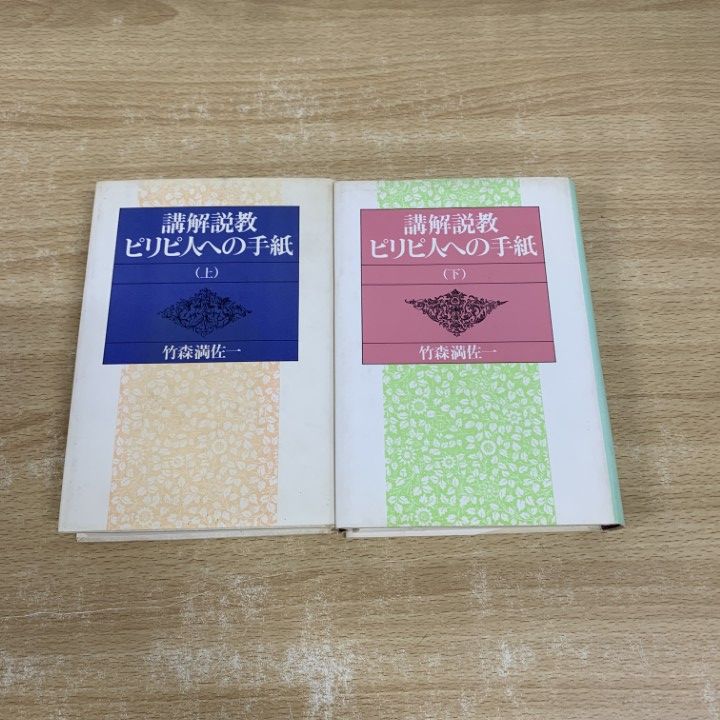 講解説教
ピリピ人への手紙
(上)
竹森満佐一
講解説教
ピリピ人への手紙
(下)
竹森満佐一